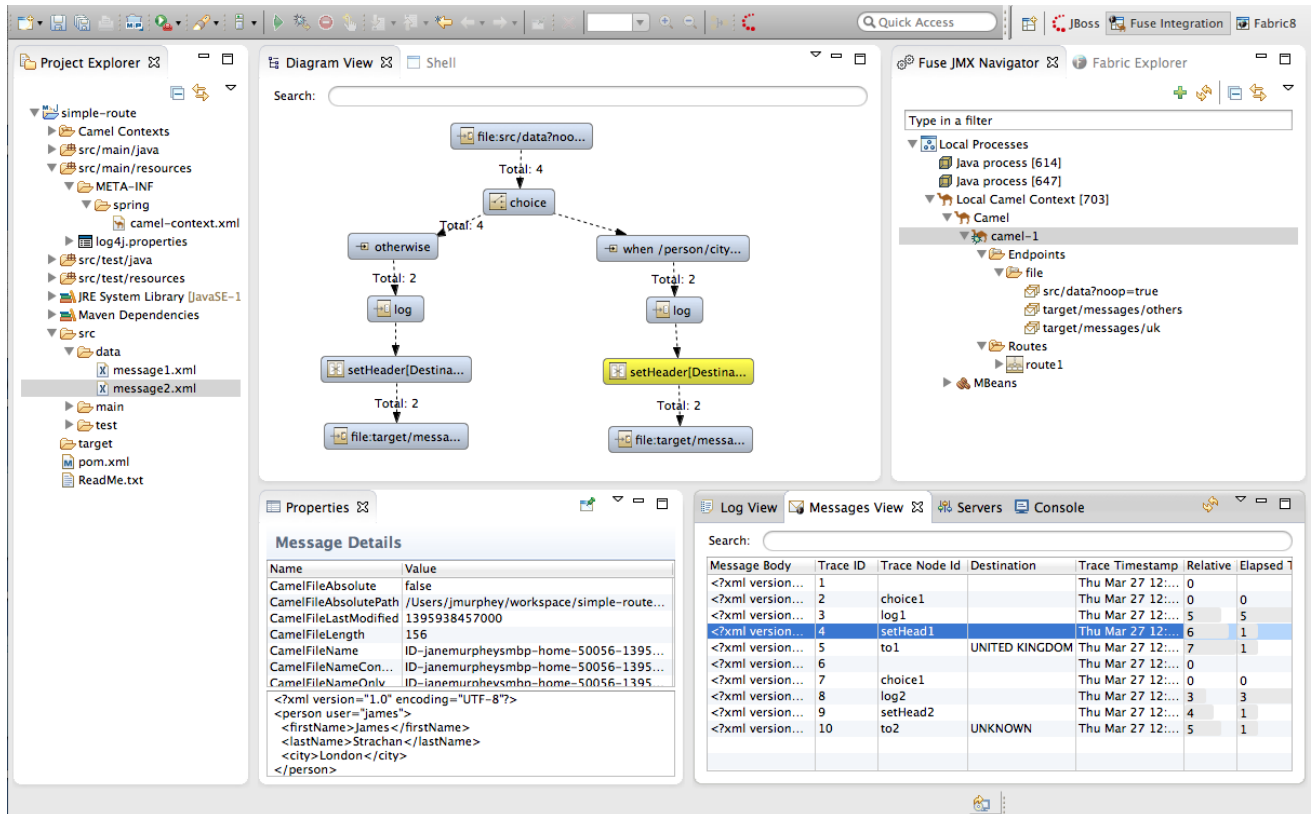 Quick Access
JBoss
Fuse Integration
Fabric8
Project Explorer
simple-route
Camel Contexts
src/main/java
src/main/resources
META-INF
spring
camel-context.xml
log4j.properties
src/test/java
src/test/resources
JRE System Library [JavaSE-1
Maven Dependencies
src
data
message1.xml
message2.xml
main
test
target
pom.xml
ReadMe.txt
Diagram View
Shell
Search:
file:src/data?noo...
Total: 4
choice
Total: 4
otherwise
when /person/city...
Total: 2
Total: 2
log
log
setHeader[Destina...
setHeader[Destina...
Total: 2
Total: 2
file:target/messa...
file:target/messa...
Fuse JMX Navigator
Fabric Explorer
Type in a filter
Local Processes
Java process [614]
Java process [647]
Local Camel Context [703]
Camel
camel-1
Endpoints
file
src/data?noop=true
target/messages/others
target/messages/uk
Routes
route1
MBeans
Properties
Message Details
Name Value
CamelFileAbsolute false
CamelFileAbsolutePath /Users/jmurphey/workspace/simple-route...
CamelFileLastModified 1395938457000
CamelFileLength 156
CamelFileName ID-janemurpheysmbp-home-50056-1395...
CamelFileNameCon... ID-janemurpheysmbp-home-50056-1395...
CamelFileNameOnly ID-janemurpheysmbp-home-50056-1395...
<?xml version="1.0" encoding="UTF-8"?>
<person user="james">
<firstName>James</firstName>
<lastName>Strachan</lastName>
<city>London</city>
</person>
Log View
Messages View
Servers
Console
Search:
Message Body Trace ID Trace Node Id Destination Trace Timestamp Relative Elapsed T
<?xml version... 1 Thu Mar 27 12:... 0
<?xml version... 2 choice1 Thu Mar 27 12:... 0 0
<?xml version... 3 log1 Thu Mar 27 12:... 5 5
<?xml version... 4 setHead1 Thu Mar 27 12:... 6 1
<?xml version... 5 to1 UNITED KINGDOM Thu Mar 27 12:... 7 1
<?xml version... 6 Thu Mar 27 12:... 0
<?xml version... 7 choice1 Thu Mar 27 12:... 0 0
<?xml version... 8 log2 Thu Mar 27 12:... 3 3
<?xml version... 9 setHead2 Thu Mar 27 12:... 4 1
<?xml version... 10 to2 UNKNOWN Thu Mar 27 12:... 5 1